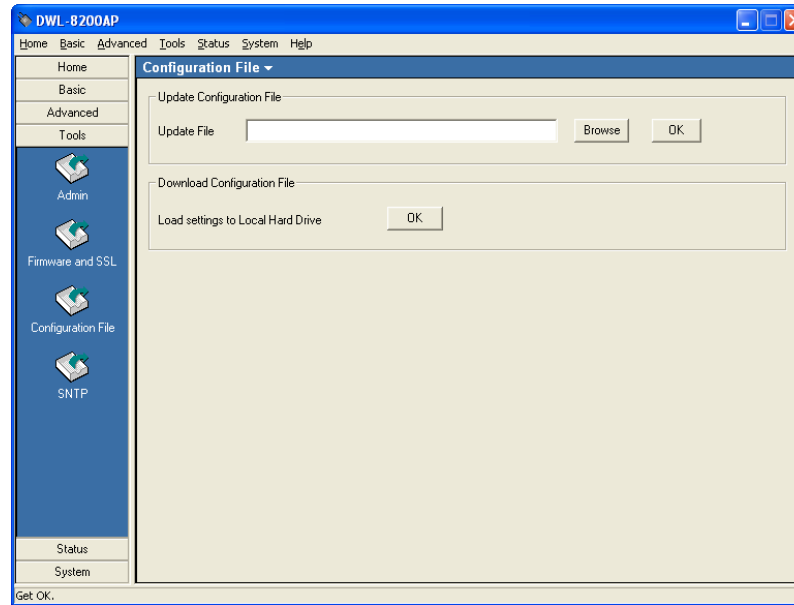 DWL-8200AP
Home Basic Advanced Tools Status System Help
Home
Basic
Advanced
Tools
Admin
Firmware and SSL
Configuration File
SNTP
Status
System
Configuration File
Update Configuration File
Update File Browse OK
Download Configuration File
Load settings to Local Hard Drive OK
Get OK.